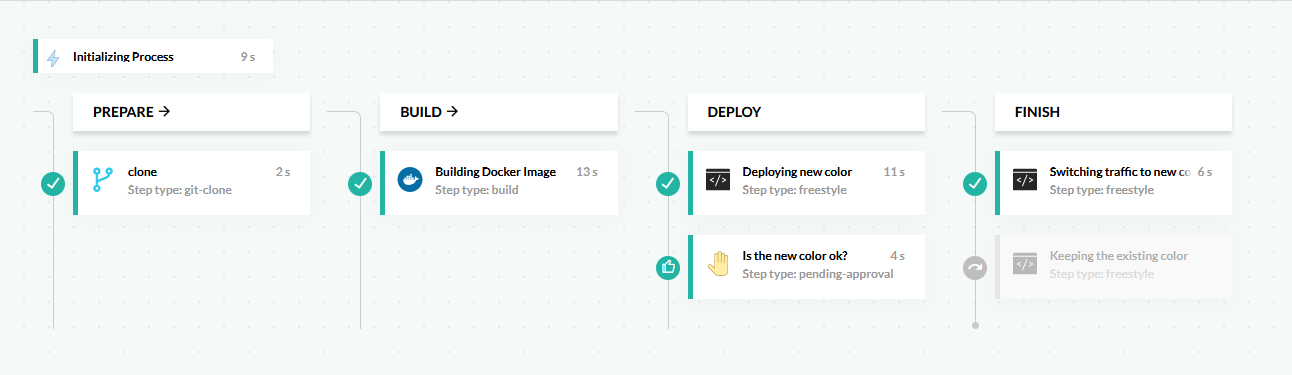 Initializing Process 9 s
PREPARE →
clone 2 s
Step type: git-clone
BUILD →
Building Docker Image 13 s
Step type: build
DEPLOY
Deploying new color 11 s
Step type: freestyle
Is the new color ok? 4 s
Step type: pending-approval
FINISH
Switching traffic to new co 6 s
Step type: freestyle
Keeping the existing color
Step type: freestyle